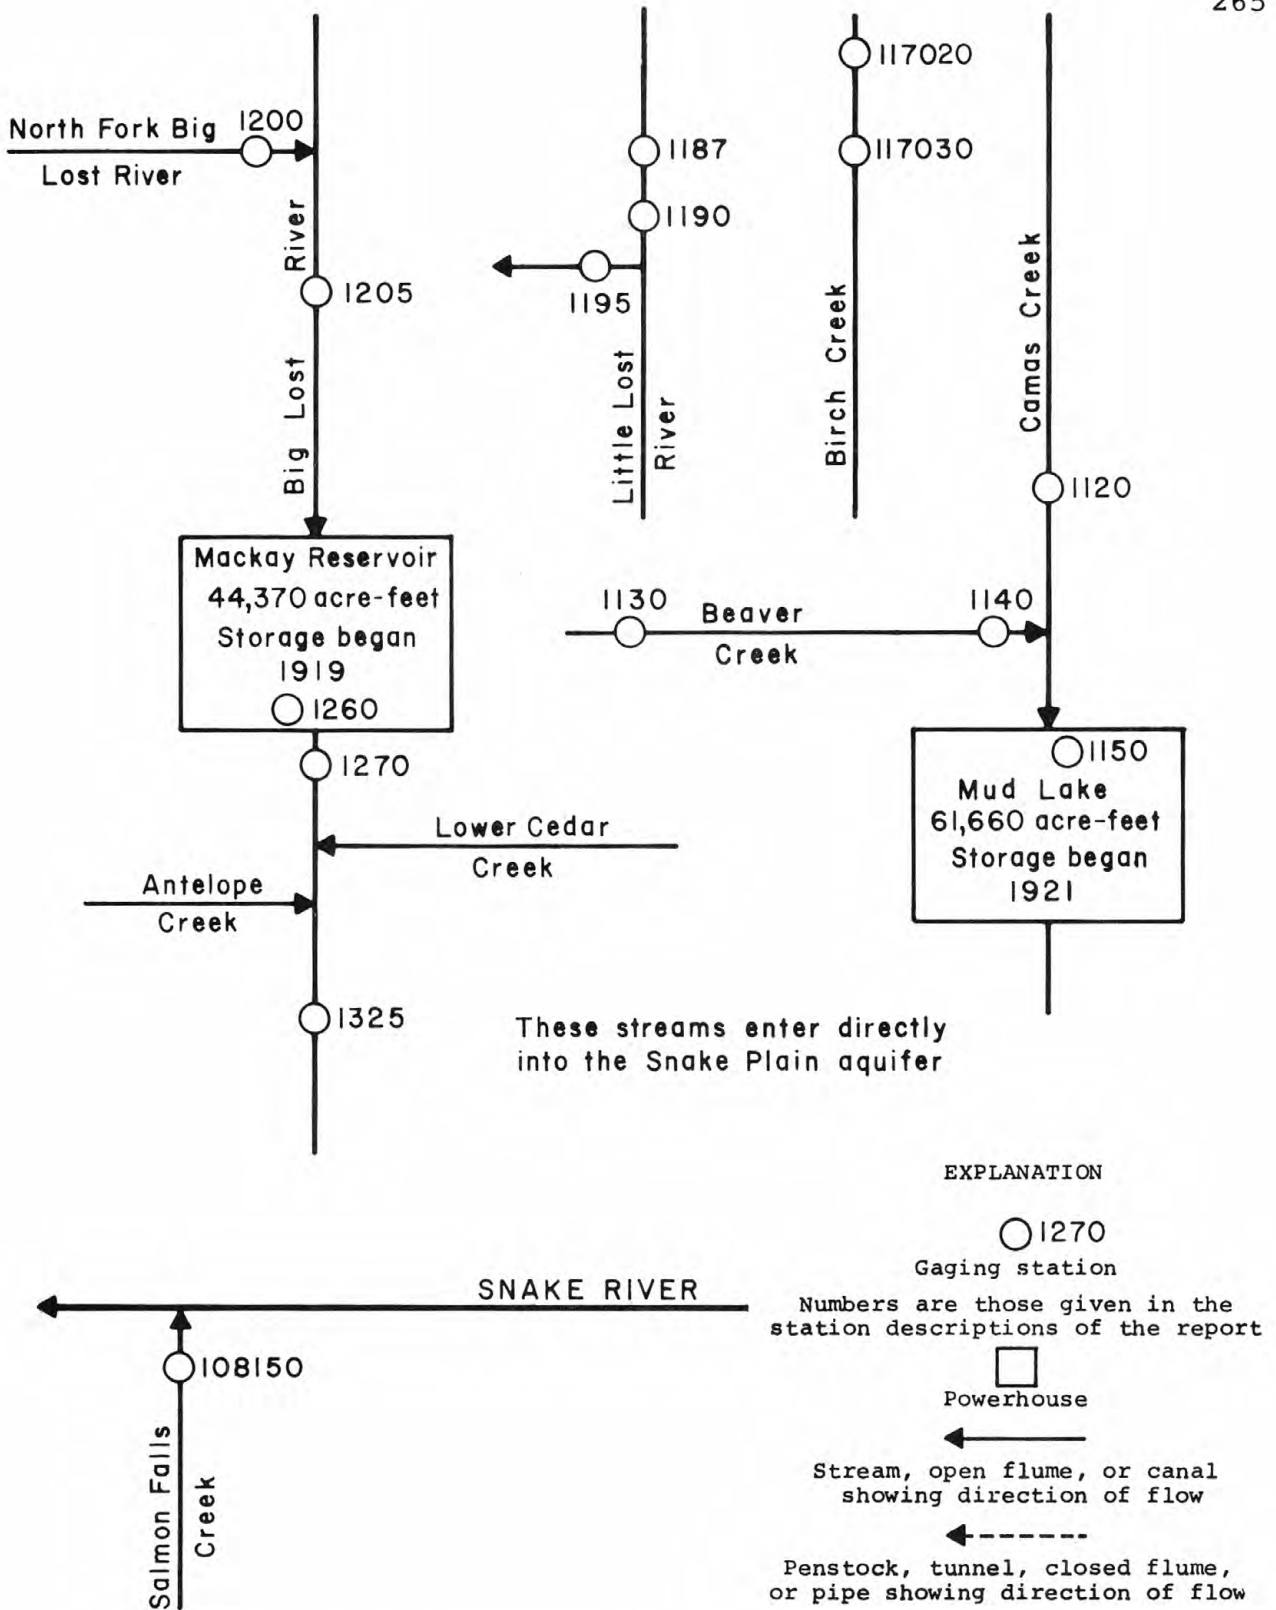 265
North Fork Big
Lost River
1200
Big Lost River
1205
Mackay Reservoir
44,370 acre-feet
Storage began
1919
1260
1270
Lower Cedar
Creek
Antelope
Creek
1325
1187
1190
1195
Little Lost
River
117020
117030
Birch Creek
Camas Creek
1120
1130
Beaver
Creek
1140
1150
Mud Lake
61,660 acre-feet
Storage began
1921
These streams enter directly
into the Snake Plain aquifer
SNAKE RIVER
108150
Salmon Falls
Creek
EXPLANATION
1270
Gaging station
Numbers are those given in the
station descriptions of the report
Powerhouse
Stream, open flume, or canal
showing direction of flow
Penstock, tunnel, closed flume,
or pipe showing direction of flow